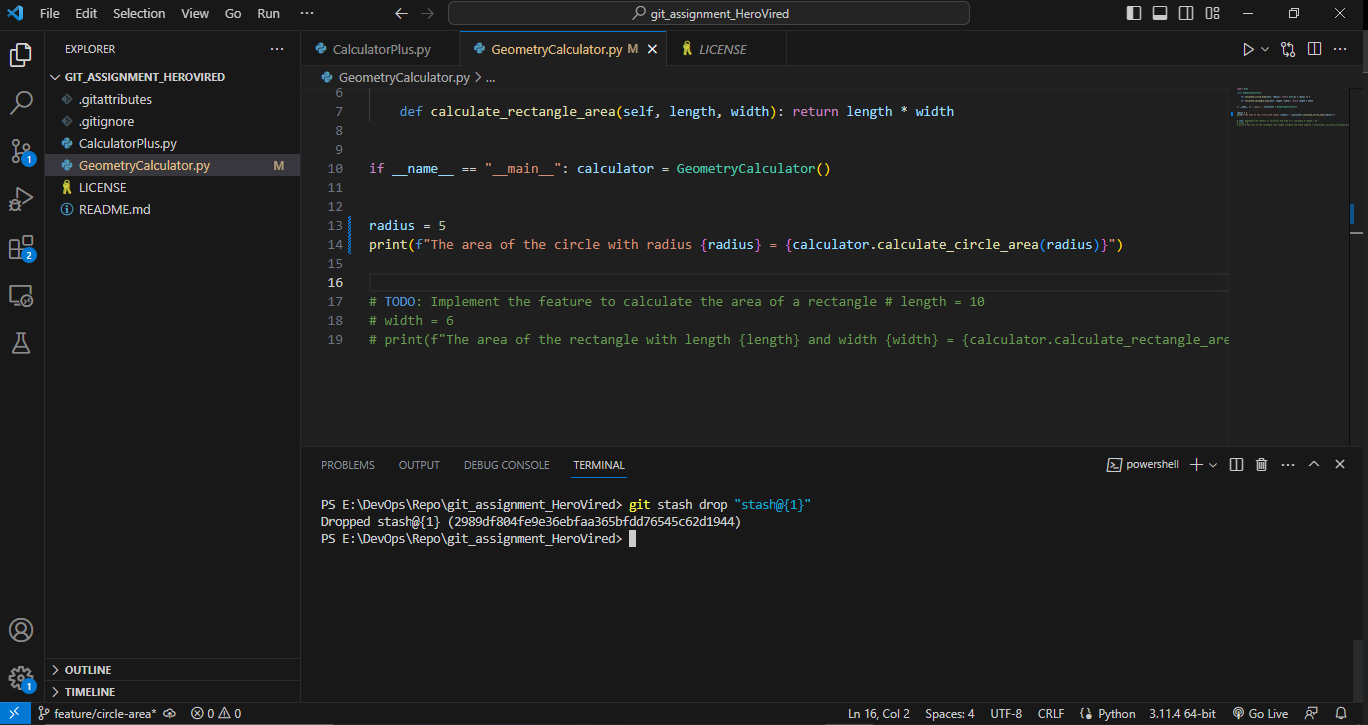 File Edit Selection View Go Run ··· git_assignment_HeroVired
EXPLORER ···
GIT_ASSIGNMENT_HEROVIRED
.gitattributes
.gitignore
CalculatorPlus.py
GeometryCalculator.py M
LICENSE
README.md
1
2
OUTLINE
1
TIMELINE
CalculatorPlus.py GeometryCalculator.py M LICENSE
GeometryCalculator.py > ...
6
7 def calculate_rectangle_area(self, length, width): return length * width
8
9
10 if __name__ == "__main__": calculator = GeometryCalculator()
11
12
13 radius = 5
14 print(f"The area of the circle with radius {radius} = {calculator.calculate_circle_area(radius)}")
15
16
17 # TODO: Implement the feature to calculate the area of a rectangle # length = 10
18 # width = 6
19 # print(f"The area of the rectangle with length {length} and width {width} = {calculator.calculate_rectangle_are
PROBLEMS OUTPUT DEBUG CONSOLE TERMINAL powershell
PS E:\DevOps\Repo\git_assignment_HeroVired> git stash drop "stash@{1}"
Dropped stash@{1} (2989df804fe9e36ebfaa365bfdd76545c62d1944)
PS E:\DevOps\Repo\git_assignment_HeroVired>
feature/circle-area* 0 0 Ln 16, Col 2 Spaces: 4 UTF-8 CRLF Python 3.11.4 64-bit Go Live